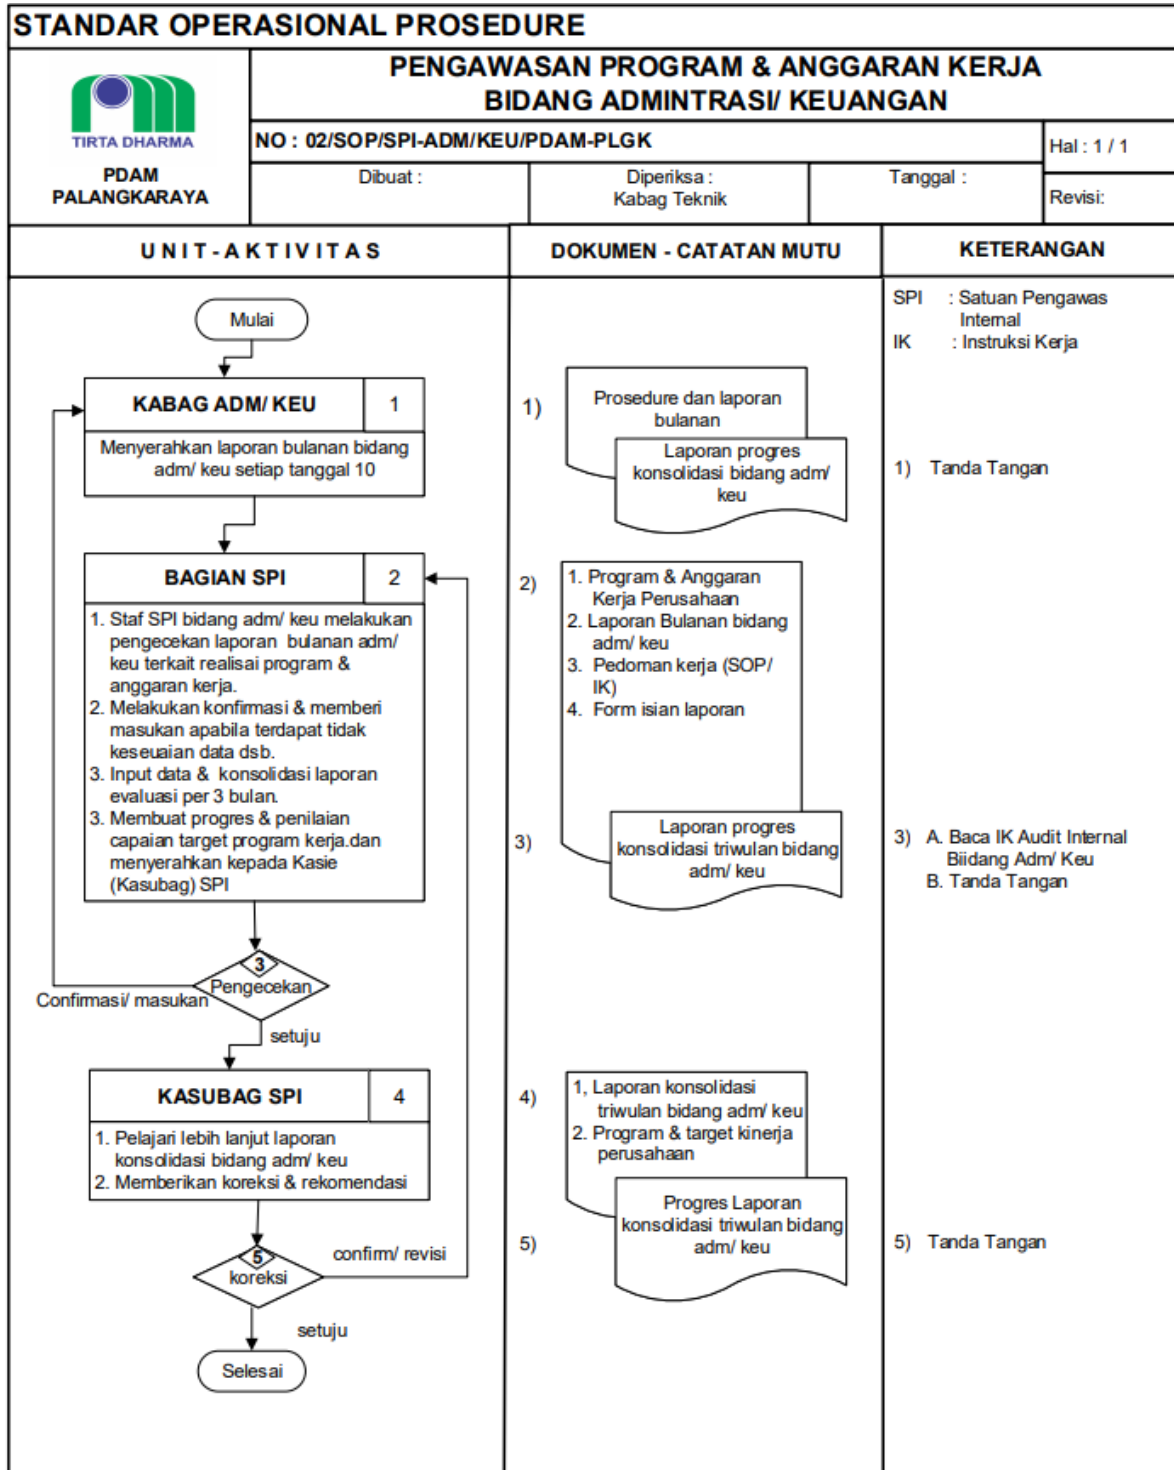 STANDAR OPERASIONAL PROSEDURE
TIRTA DHARMA
PDAM
PALANGKARAYA
PENGAWASAN PROGRAM & ANGGARAN KERJA
BIDANG ADMINTRASI/ KEUANGAN
NO : 02/SOP/SPI-ADM/KEU/PDAM-PLGK
Hal : 1 / 1
Dibuat :
Diperiksa :
Kabag Teknik
Tanggal :
Revisi:
U N I T - A K T I V I T A S
DOKUMEN - CATATAN MUTU
KETERANGAN
Mulai
KABAG ADM/ KEU
1
Menyerahkan laporan bulanan bidang
adm/ keu setiap tanggal 10
BAGIAN SPI
2
1. Staf SPI bidang adm/ keu melakukan
pengecekan laporan bulanan adm/
keu terkait realisai program &
anggaran kerja.
2. Melakukan konfirmasi & memberi
masukan apabila terdapat tidak
keseuaian data dsb.
3. Input data & konsolidasi laporan
evaluasi per 3 bulan.
3. Membuat progres & penilaian
capaian target program kerja.dan
menyerahkan kepada Kasie
(Kasubag) SPI
3
Pengecekan
Confirmasi/ masukan
setuju
KASUBAG SPI
4
1. Pelajari lebih lanjut laporan
konsolidasi bidang adm/ keu
2. Memberikan koreksi & rekomendasi
5
koreksi
confirm/ revisi
setuju
Selesai
1)
Prosedure dan laporan
bulanan
Laporan progres
konsolidasi bidang adm/
keu
2)
1. Program & Anggaran
Kerja Perusahaan
2. Laporan Bulanan bidang
adm/ keu
3. Pedoman kerja (SOP/
IK)
4. Form isian laporan
3)
Laporan progres
konsolidasi triwulan bidang
adm/ keu
4)
1, Laporan konsolidasi
triwulan bidang adm/ keu
2. Program & target kinerja
perusahaan
5)
Progres Laporan
konsolidasi triwulan bidang
adm/ keu
SPI : Satuan Pengawas
Internal
IK : Instruksi Kerja
1) Tanda Tangan
3) A. Baca IK Audit Internal
Biidang Adm/ Keu
B. Tanda Tangan
5) Tanda Tangan